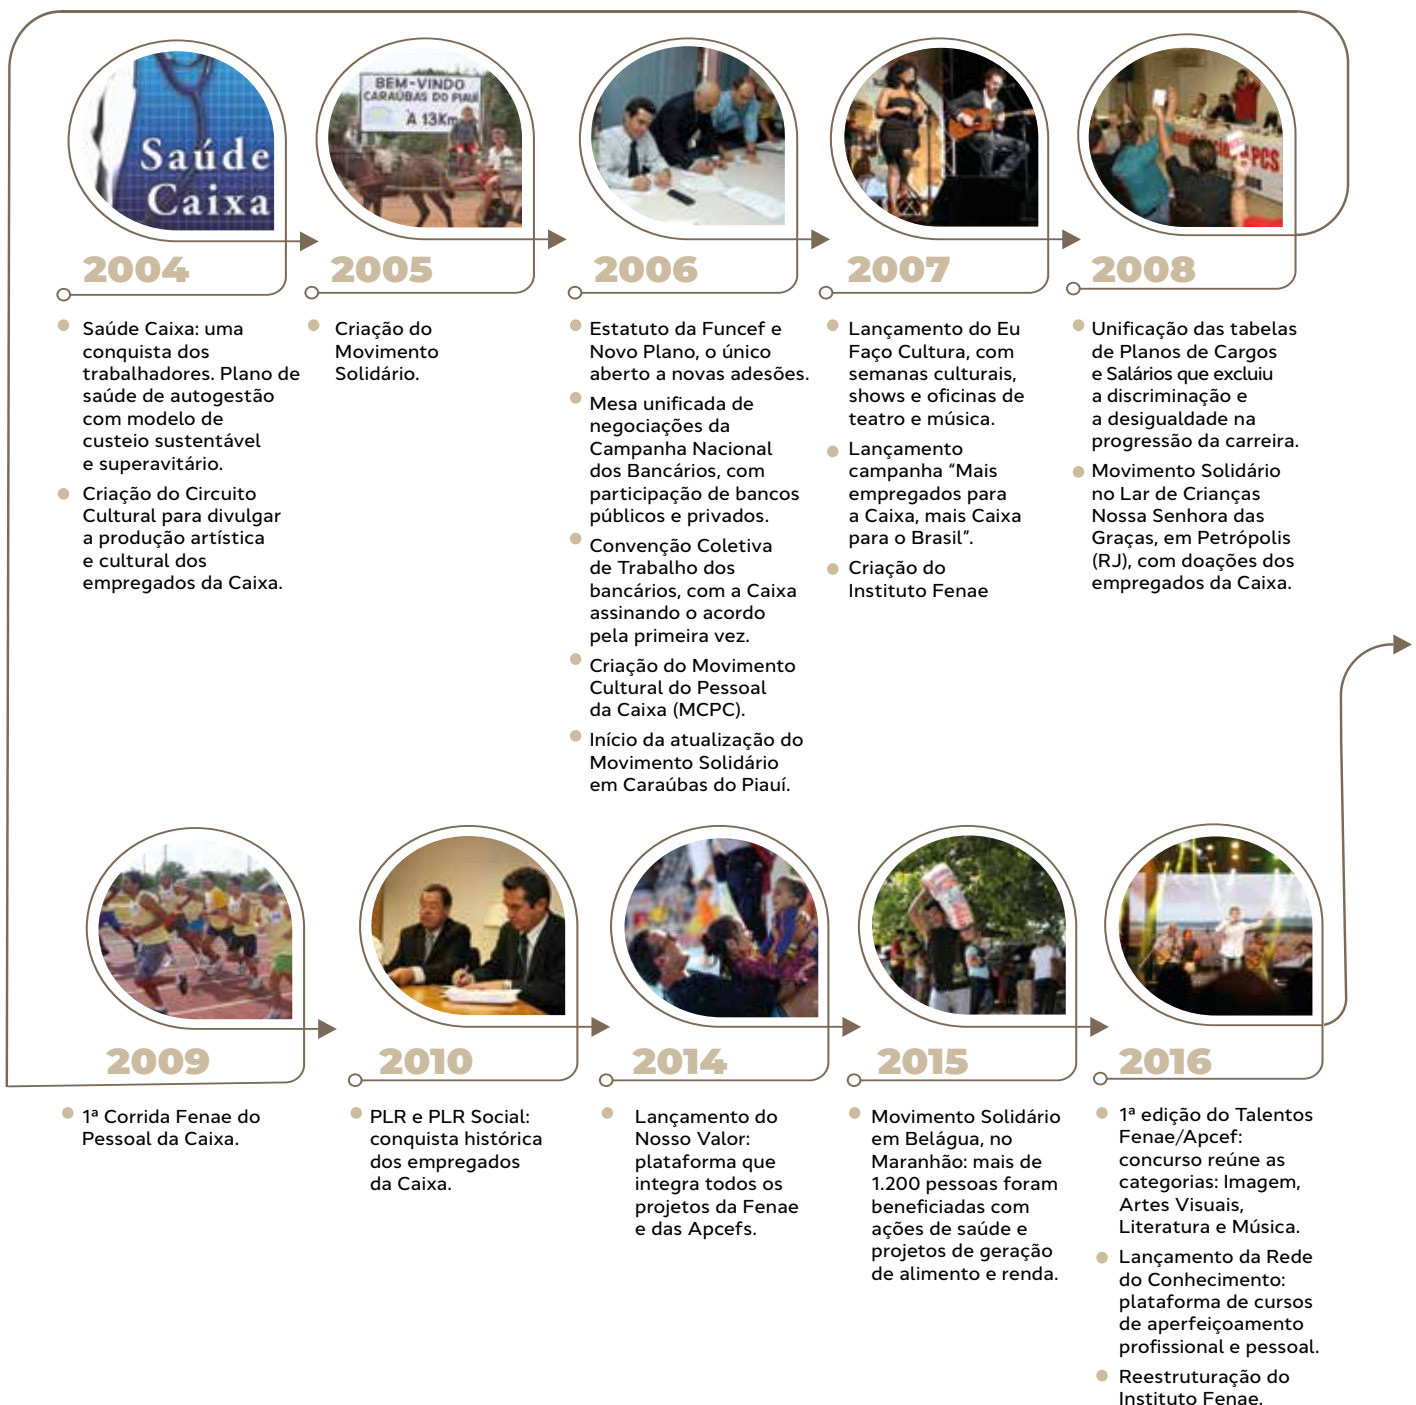 Saúde
Caixa
BEM-VINDO
CARAÚBAS DO PIAUÍ
À 13Km
PCS
2004
2005
2006
2007
2008
Saúde Caixa: uma
conquista dos
trabalhadores. Plano de
saúde de autogestão
com modelo de
custeio sustentável
e superavitário.
Criação do Circuito
Cultural para divulgar
a produção artística
e cultural dos
empregados da Caixa.
Criação do
Movimento
Solidário.
Estatuto da Funcef e
Novo Plano, o único
aberto a novas adesões.
Mesa unificada de
negociações da
Campanha Nacional
dos Bancários, com
participação de bancos
públicos e privados.
Convenção Coletiva
de Trabalho dos
bancários, com a Caixa
assinando o acordo
pela primeira vez.
Criação do Movimento
Cultural do Pessoal
da Caixa (MCPC).
Início da atualização do
Movimento Solidário
em Caraúbas do Piauí.
Lançamento do Eu
Faço Cultura, com
semanas culturais,
shows e oficinas de
teatro e música.
Lançamento
campanha “Mais
empregados para
a Caixa, mais Caixa
para o Brasil”.
Criação do
Instituto Fenae
Unificação das tabelas
de Planos de Cargos
e Salários que excluiu
a discriminação e
a desigualdade na
progressão da carreira.
Movimento Solidário
no Lar de Crianças
Nossa Senhora das
Graças, em Petrópolis
(RJ), com doações dos
empregados da Caixa.
2009
2010
2014
2015
2016
1ª Corrida Fenae do
Pessoal da Caixa.
PLR e PLR Social:
conquista histórica
dos empregados
da Caixa.
Lançamento do
Nosso Valor:
plataforma que
integra todos os
projetos da Fenae
e das Apcefs.
Movimento Solidário
em Belágua, no
Maranhão: mais de
1.200 pessoas foram
beneficiadas com
ações de saúde e
projetos de geração
de alimento e renda.
1ª edição do Talentos
Fenae/Apcef:
concurso reúne as
categorias: Imagem,
Artes Visuais,
Literatura e Música.
Lançamento da Rede
do Conhecimento:
plataforma de cursos
de aperfeiçoamento
profissional e pessoal.
Reestruturação do
Instituto Fenae.